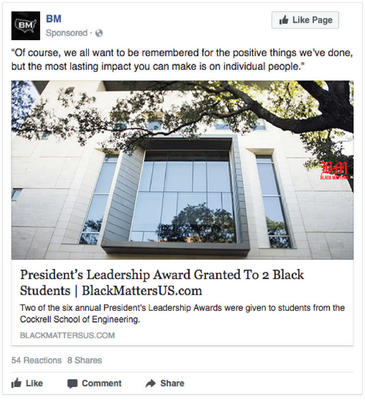 BM
BM
Sponsored ·
Like Page
"Of course, we all want to be remembered for the positive things we've done,
but the most lasting impact you can make is on individual people."
BM
BLACK MATTERS
President's Leadership Award Granted To 2 Black
Students | BlackMattersUS.com
Two of the six annual President's Leadership Awards were given to students from the
Cockrell School of Engineering.
BLACKMATTERSUS.COM
54 Reactions 8 Shares
Like Comment Share